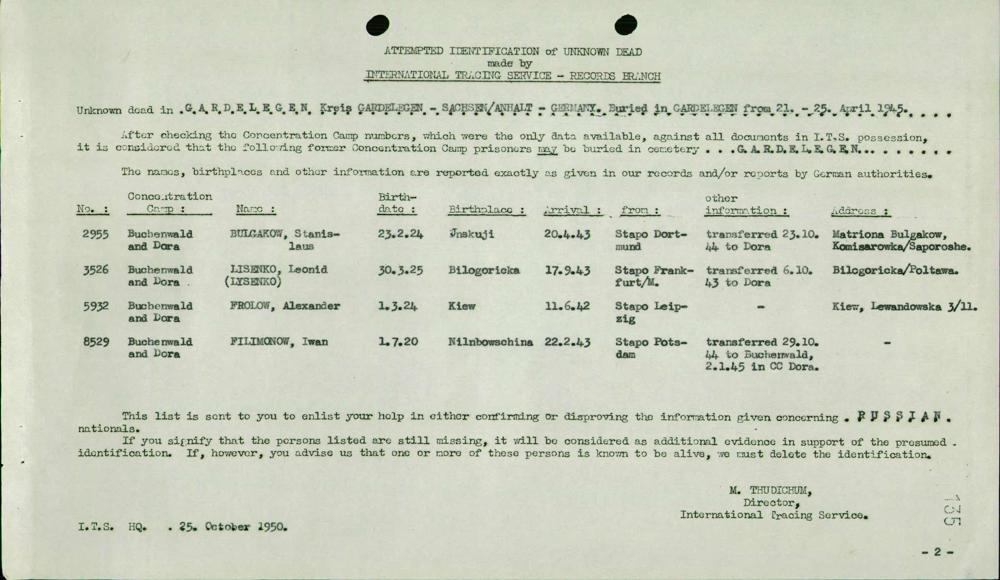 ATTEMPTED IDENTIFICATION of UNKNOWN DEAD
made by
INTERNATIONAL TRACING SERVICE - RECORDS BRANCH
Unknown dead in .G.A.R.D.E.L.E.G.E.N. Kreis GARDELEGEN - SACHSEN/ANHALT - GERMANY. Buried in GARDELEGEN from 21. - 25. April 1945. . . .
After checking the Concentration Camp numbers, which were the only data available, against all documents in I.T.S. possession,
it is considered that the following former Concentration Camp prisoners may be buried in cemetery . . .G.A.R.D.E.L.E.G.E.N... . . . . . .
The names, birthplaces and other information are reported exactly as given in our records and/or reports by German authorities.
No. : Concentration Camp : Name : Birth-date : Birthplace : Arrival : from : other information : Address :
2955 Buchenwald BULGAKOW, Stanis- 23.2.24 Jnskuji 20.4.43 Stapo Dort- transferred 23.10. Matriona Bulgakow,
and Dora laus mund 44 to Dora Komisarowka/Saporoshe.
3526 Buchenwald LISENKO, Leonid 30.3.25 Bilogoricka 17.9.43 Stapo Frank- transferred 6.10. Bilogoricka/Poltawa.
and Dora . (LYSENKO) furt/M. 43 to Dora
5932 Buchenwald FROLOW, Alexander 1.3.24 Kiew 11.6.42 Stapo Leip- - Kiew, Lewandowska 3/11.
and Dora zig
8529 Buchenwald FILIMONOW, Iwan 1.7.20 Nilnbowschina 22.2.43 Stapo Pots- transferred 29.10. -
and Dora dam 44 to Buchenwald,
2.1.45 in CC Dora.
This list is sent to you to enlist your help in either confirming or disproving the information given concerning . R U S S I A N .
nationals.
If you signify that the persons listed are still missing, it will be considered as additional evidence in support of the presumed .
identification. If, however, you advise us that one or more of these persons is known to be alive, we must delete the identification.
M. THUDICHUM,
Director,
International Tracing Service.
I.T.S. HQ. . 25. October 1950.
135
- 2 -